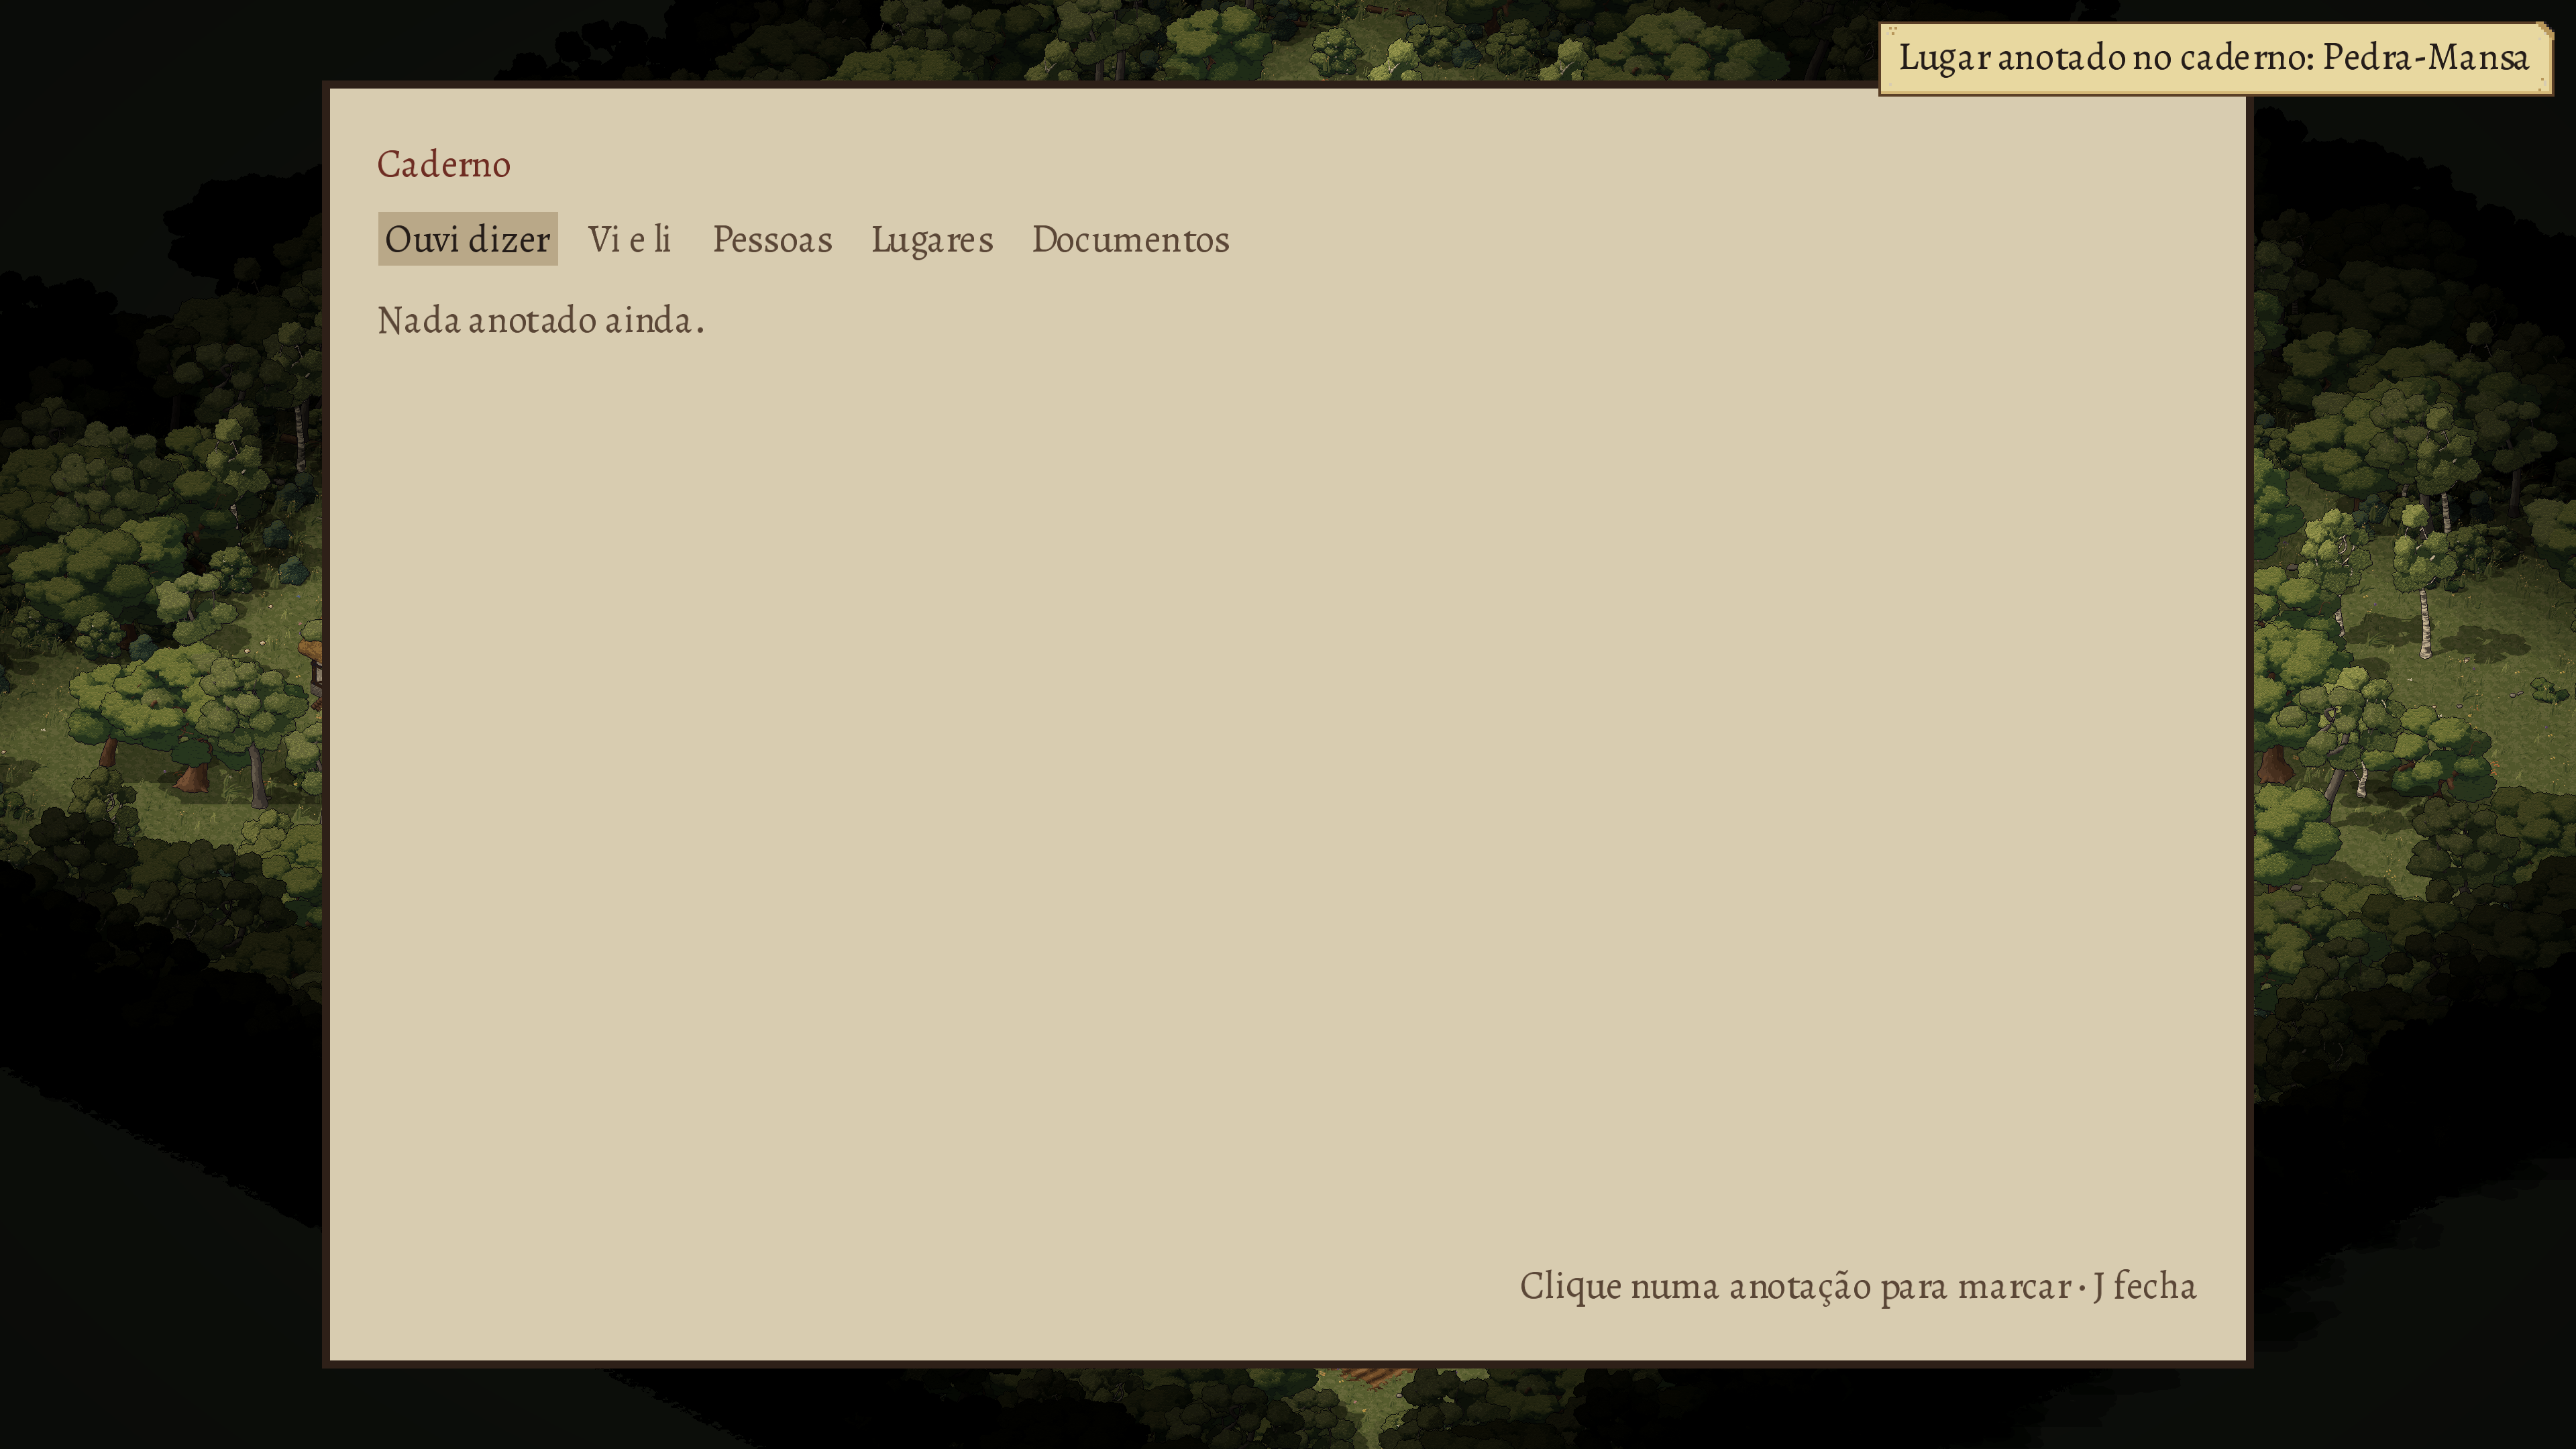 Lugar anotado no caderno: Pedra-Mansa
Caderno
Ouvi dizer Vi e li Pessoas Lugares Documentos
Nada anotado ainda.
Clique numa anotação para marcar · J fecha